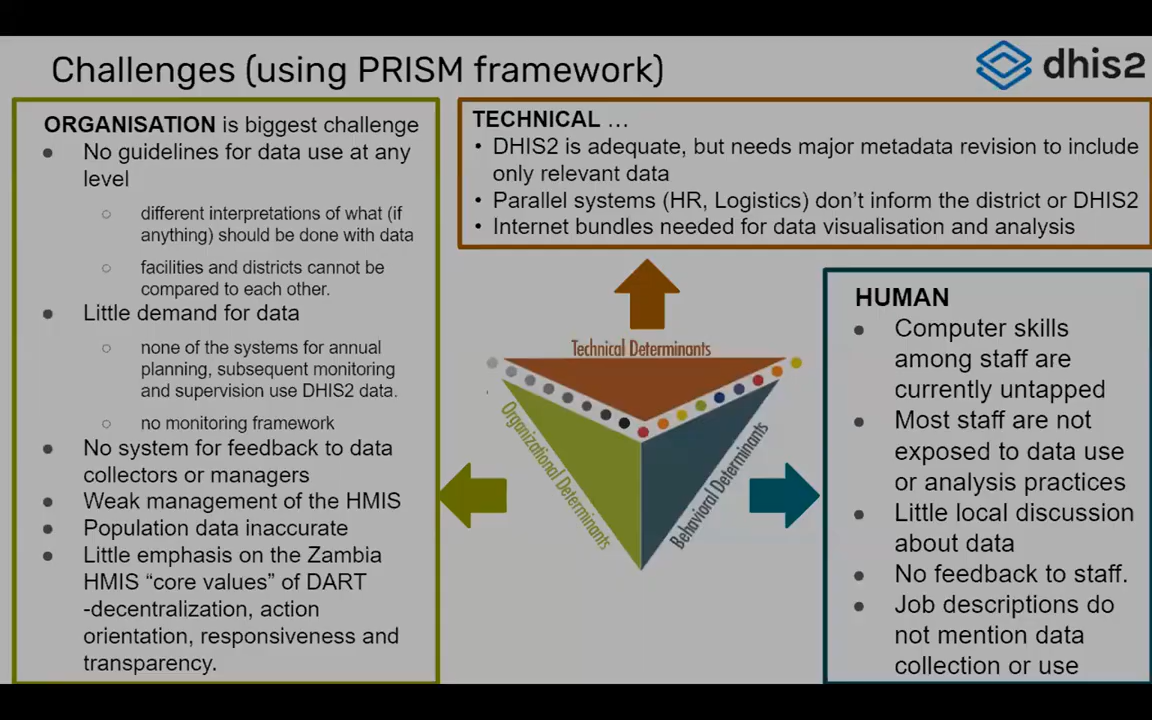 Challenges (using PRISM framework)
dhis2
ORGANISATION is biggest challenge
● No guidelines for data use at any
level
○ different interpretations of what (if
anything) should be done with data
○ facilities and districts cannot be
compared to each other.
● Little demand for data
○ none of the systems for annual
planning, subsequent monitoring
and supervision use DHIS2 data.
○ no monitoring framework
● No system for feedback to data
collectors or managers
● Weak management of the HMIS
● Population data inaccurate
● Little emphasis on the Zambia
HMIS “core values” of DART
-decentralization, action
orientation, responsiveness and
transparency.
TECHNICAL …
• DHIS2 is adequate, but needs major metadata revision to include
only relevant data
• Parallel systems (HR, Logistics) don’t inform the district or DHIS2
• Internet bundles needed for data visualisation and analysis
Technical Determinants
Organizational Determinants
Behavioral Determinants
HUMAN
● Computer skills
among staff are
currently untapped
● Most staff are not
exposed to data use
or analysis practices
● Little local discussion
about data
● No feedback to staff.
● Job descriptions do
not mention data
collection or use